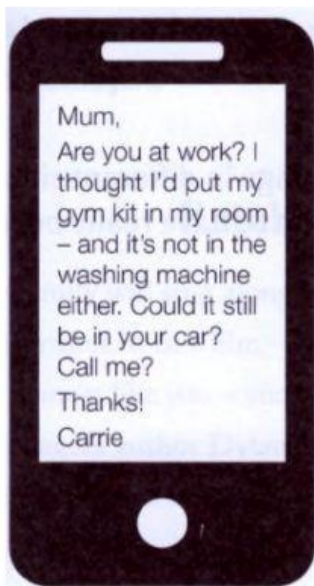 Mum,
Are you at work? I
thought I'd put my
gym kit in my room
– and it's not in the
washing machine
either. Could it still
be in your car?
Call me?
Thanks!
Carrie